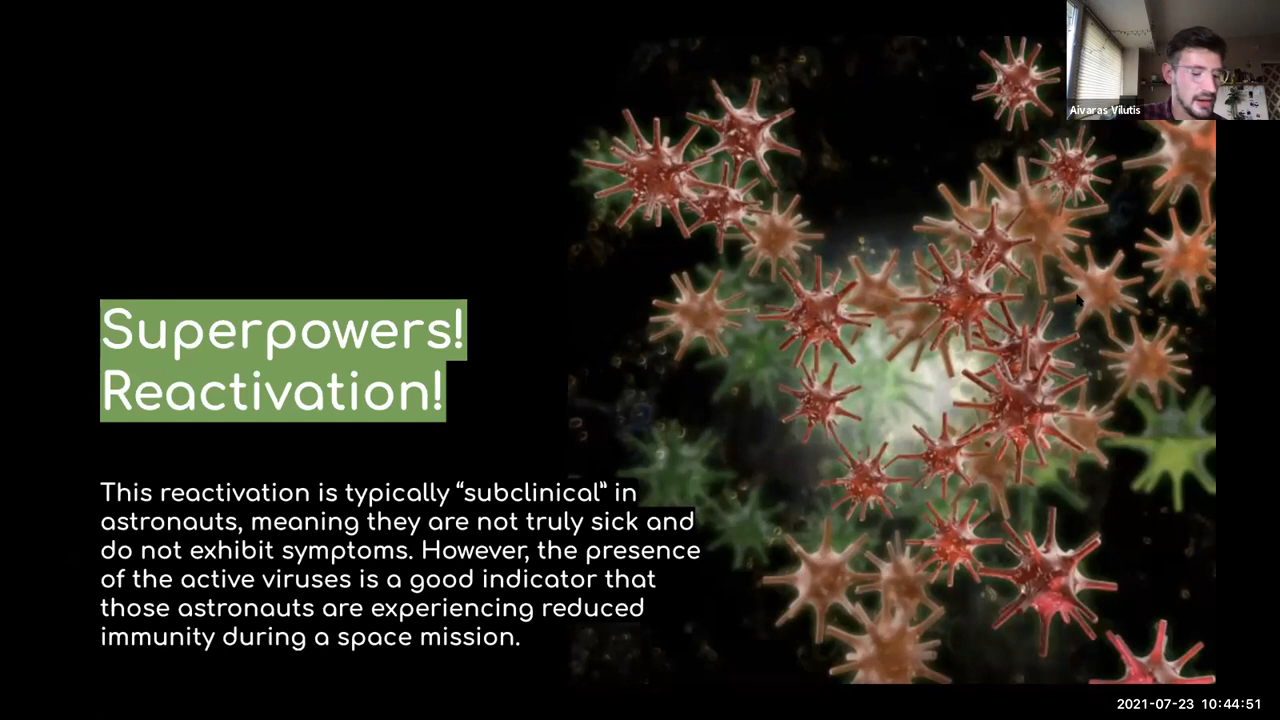 Aivaras Vilutis
Superpowers!
Reactivation!
This reactivation is typically “subclinical” in
astronauts, meaning they are not truly sick and
do not exhibit symptoms. However, the presence
of the active viruses is a good indicator that
those astronauts are experiencing reduced
immunity during a space mission.
2021-07-23 10:44:51